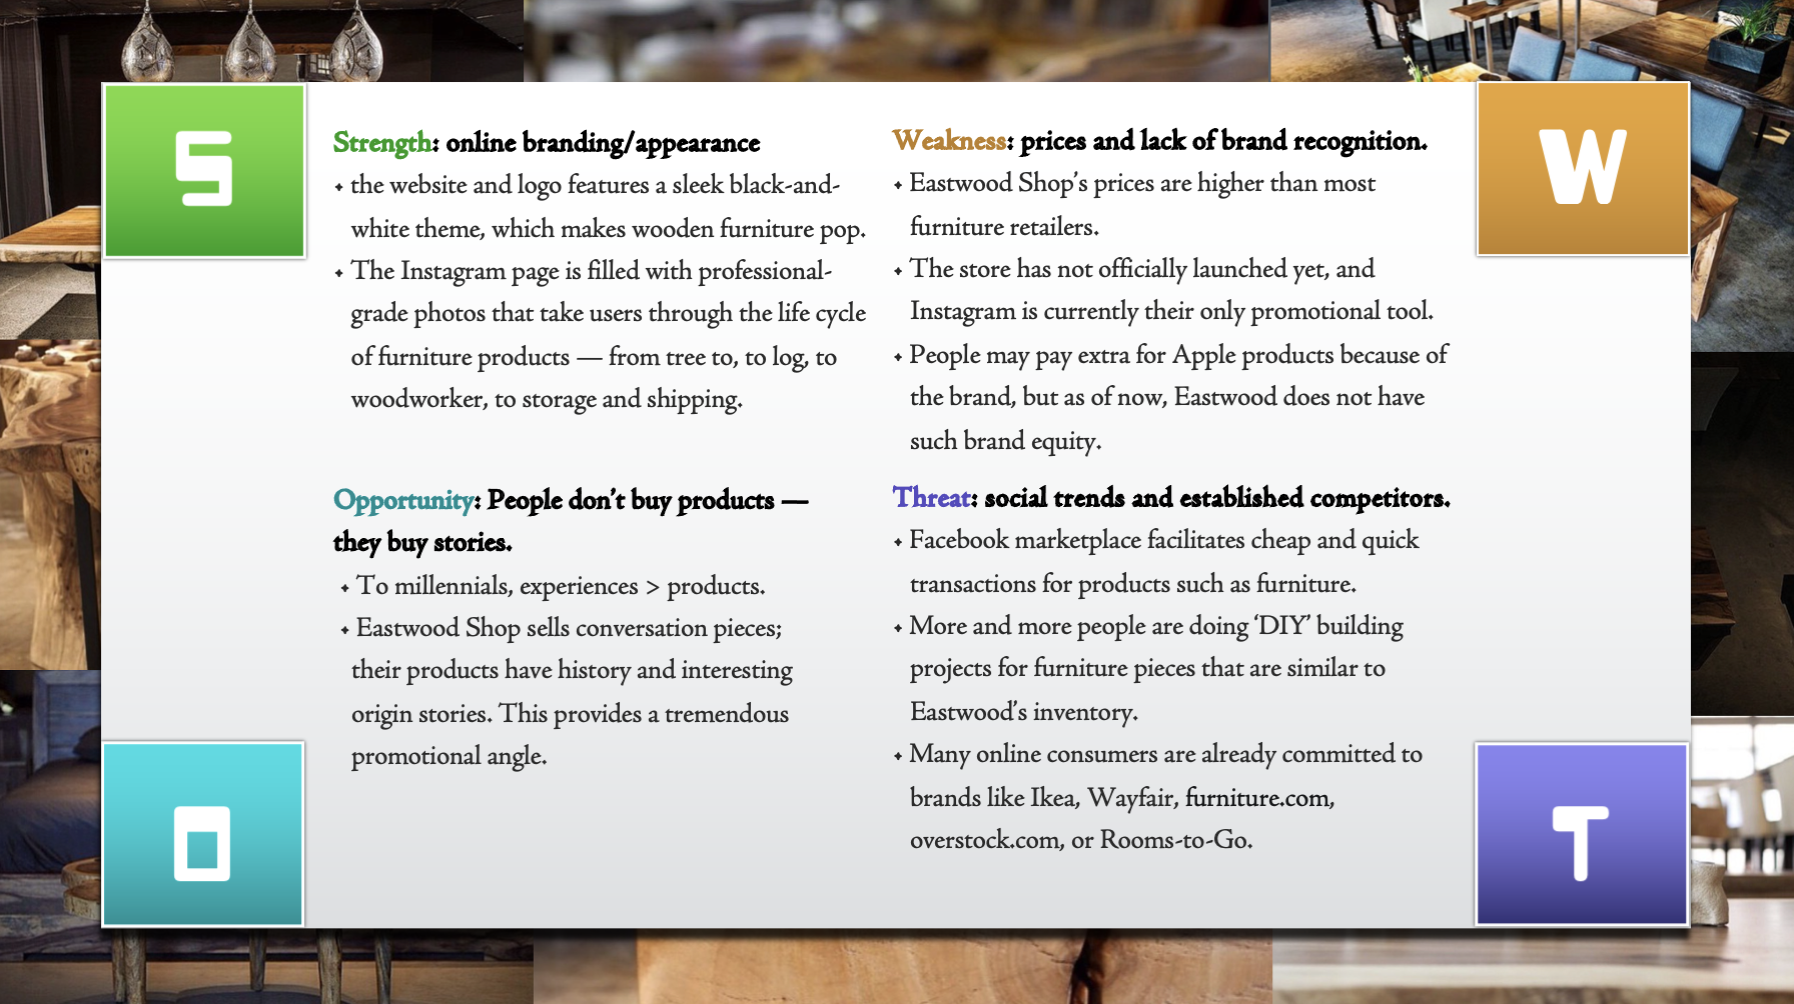 S
Strength: online branding/appearance
• the website and logo features a sleek black-and-
white theme, which makes wooden furniture pop.
• The Instagram page is filled with professional-
grade photos that take users through the life cycle
of furniture products — from tree to, to log, to
woodworker, to storage and shipping.
W
Weakness: prices and lack of brand recognition.
• Eastwood Shop’s prices are higher than most
furniture retailers.
• The store has not officially launched yet, and
Instagram is currently their only promotional tool.
• People may pay extra for Apple products because of
the brand, but as of now, Eastwood does not have
such brand equity.
O
Opportunity: People don’t buy products —
they buy stories.
• To millennials, experiences > products.
• Eastwood Shop sells conversation pieces;
their products have history and interesting
origin stories. This provides a tremendous
promotional angle.
T
Threat: social trends and established competitors.
• Facebook marketplace facilitates cheap and quick
transactions for products such as furniture.
• More and more people are doing ‘DIY’ building
projects for furniture pieces that are similar to
Eastwood’s inventory.
• Many online consumers are already committed to
brands like Ikea, Wayfair, furniture.com,
overstock.com, or Rooms-to-Go.